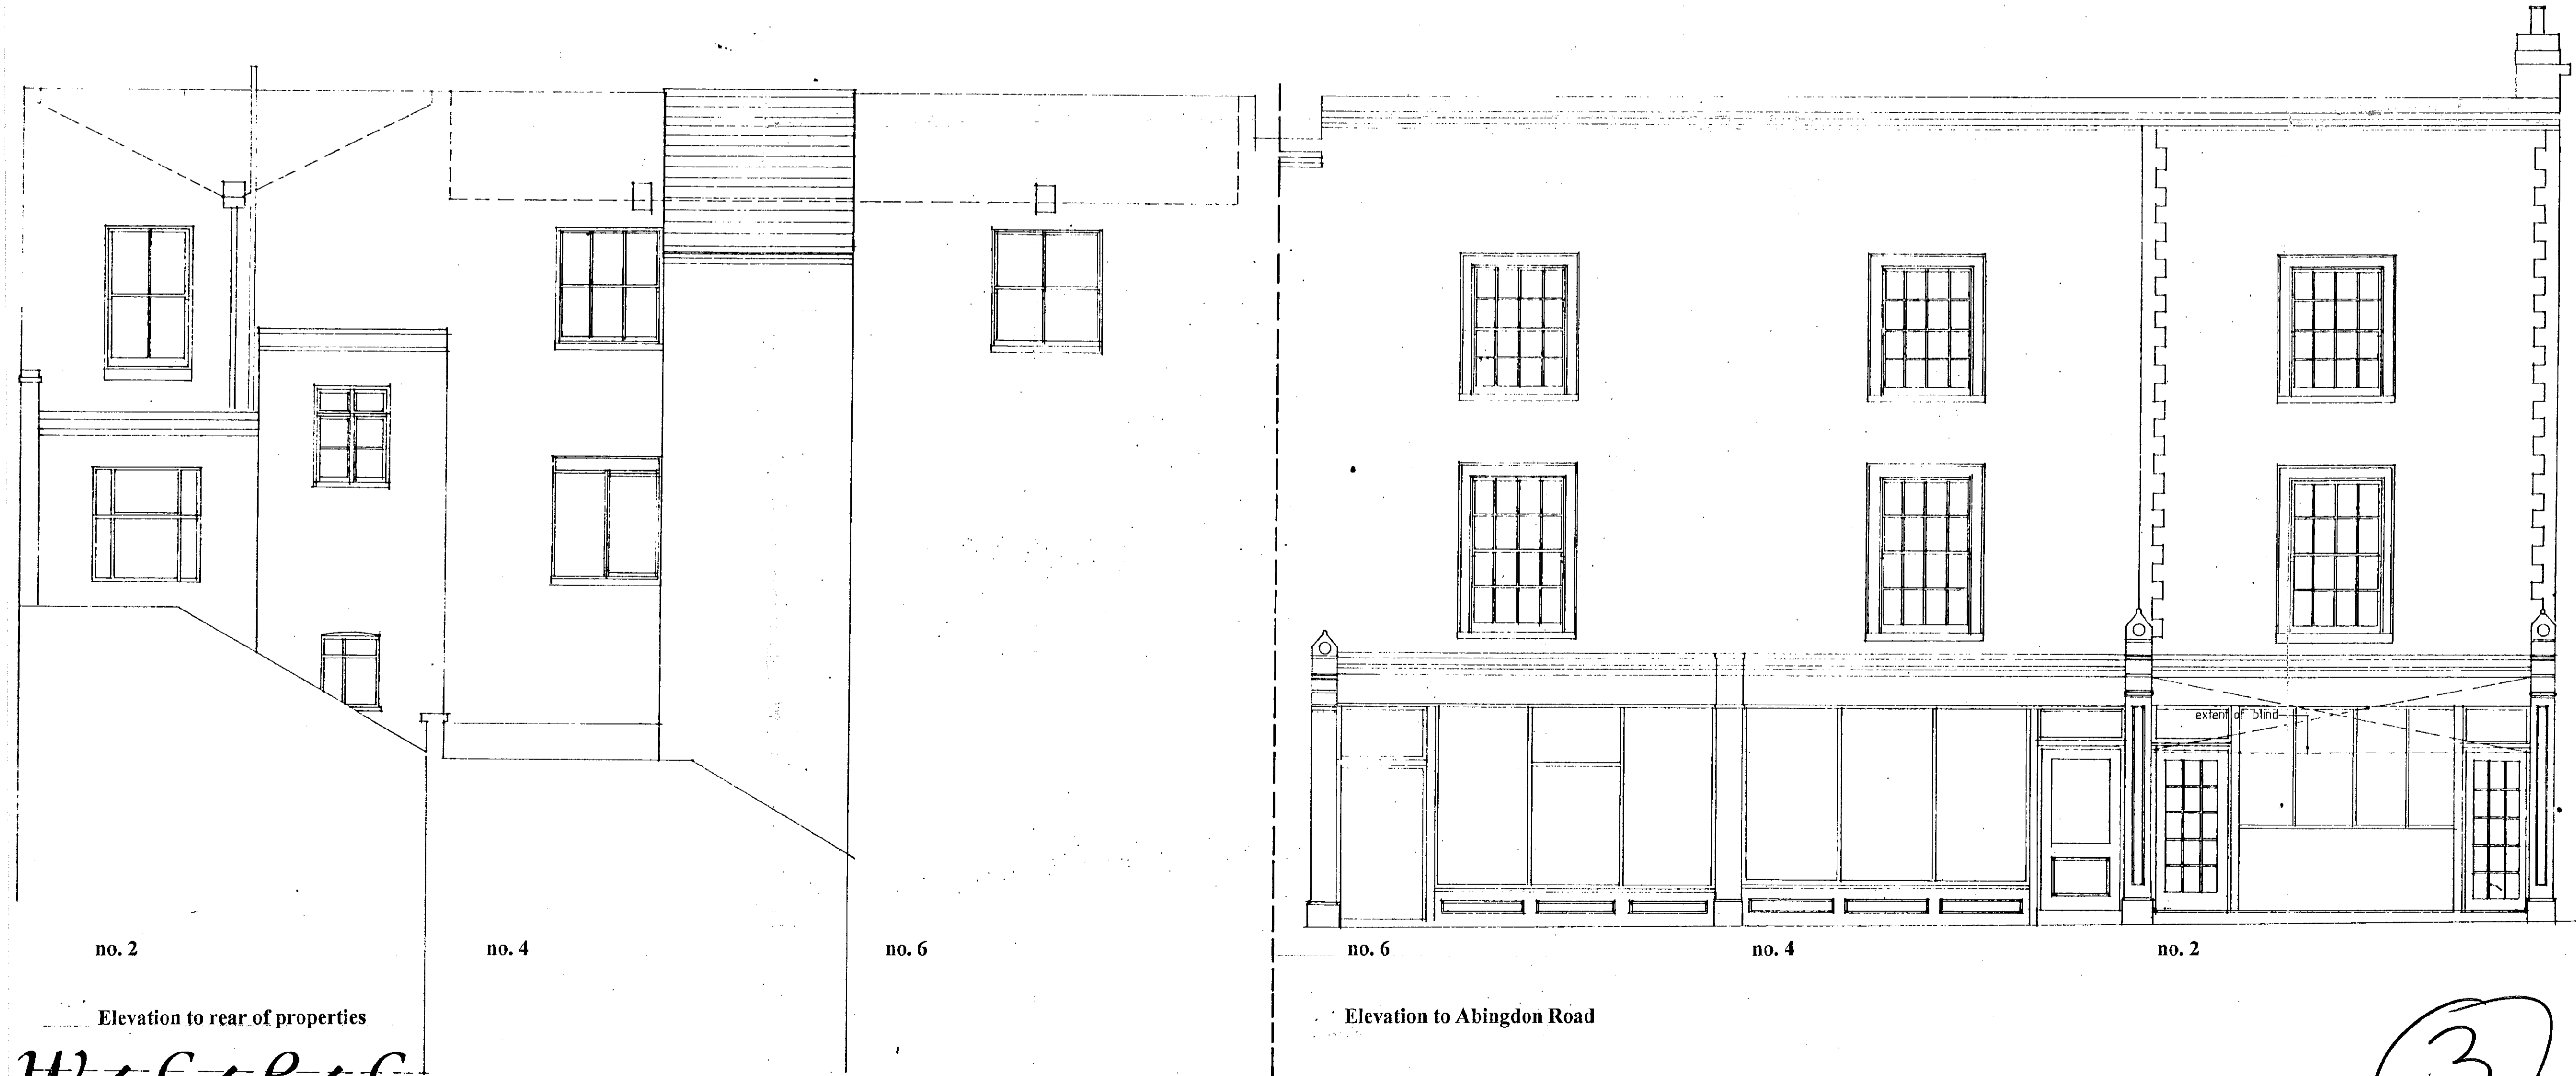 extent of blind
no. 2
no. 4
no. 6
no. 6
no. 4
no. 2
Elevation to rear of properties
Elevation to Abingdon Road
3